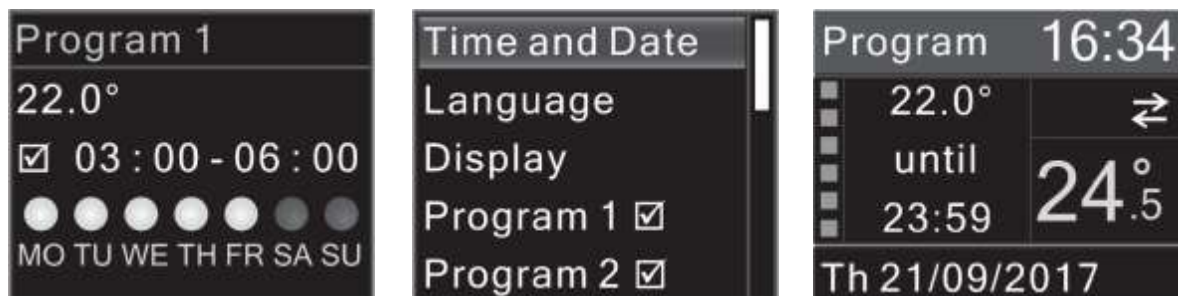 Program 1
22.0°
☑ 03 : 00 - 06 : 00
MO TU WE TH FR SA SU
Time and Date
Language
Display
Program 1 ☑
Program 2 ☑
Program 16:34
22.0°
until
23:59
24.5°
Th 21/09/2017